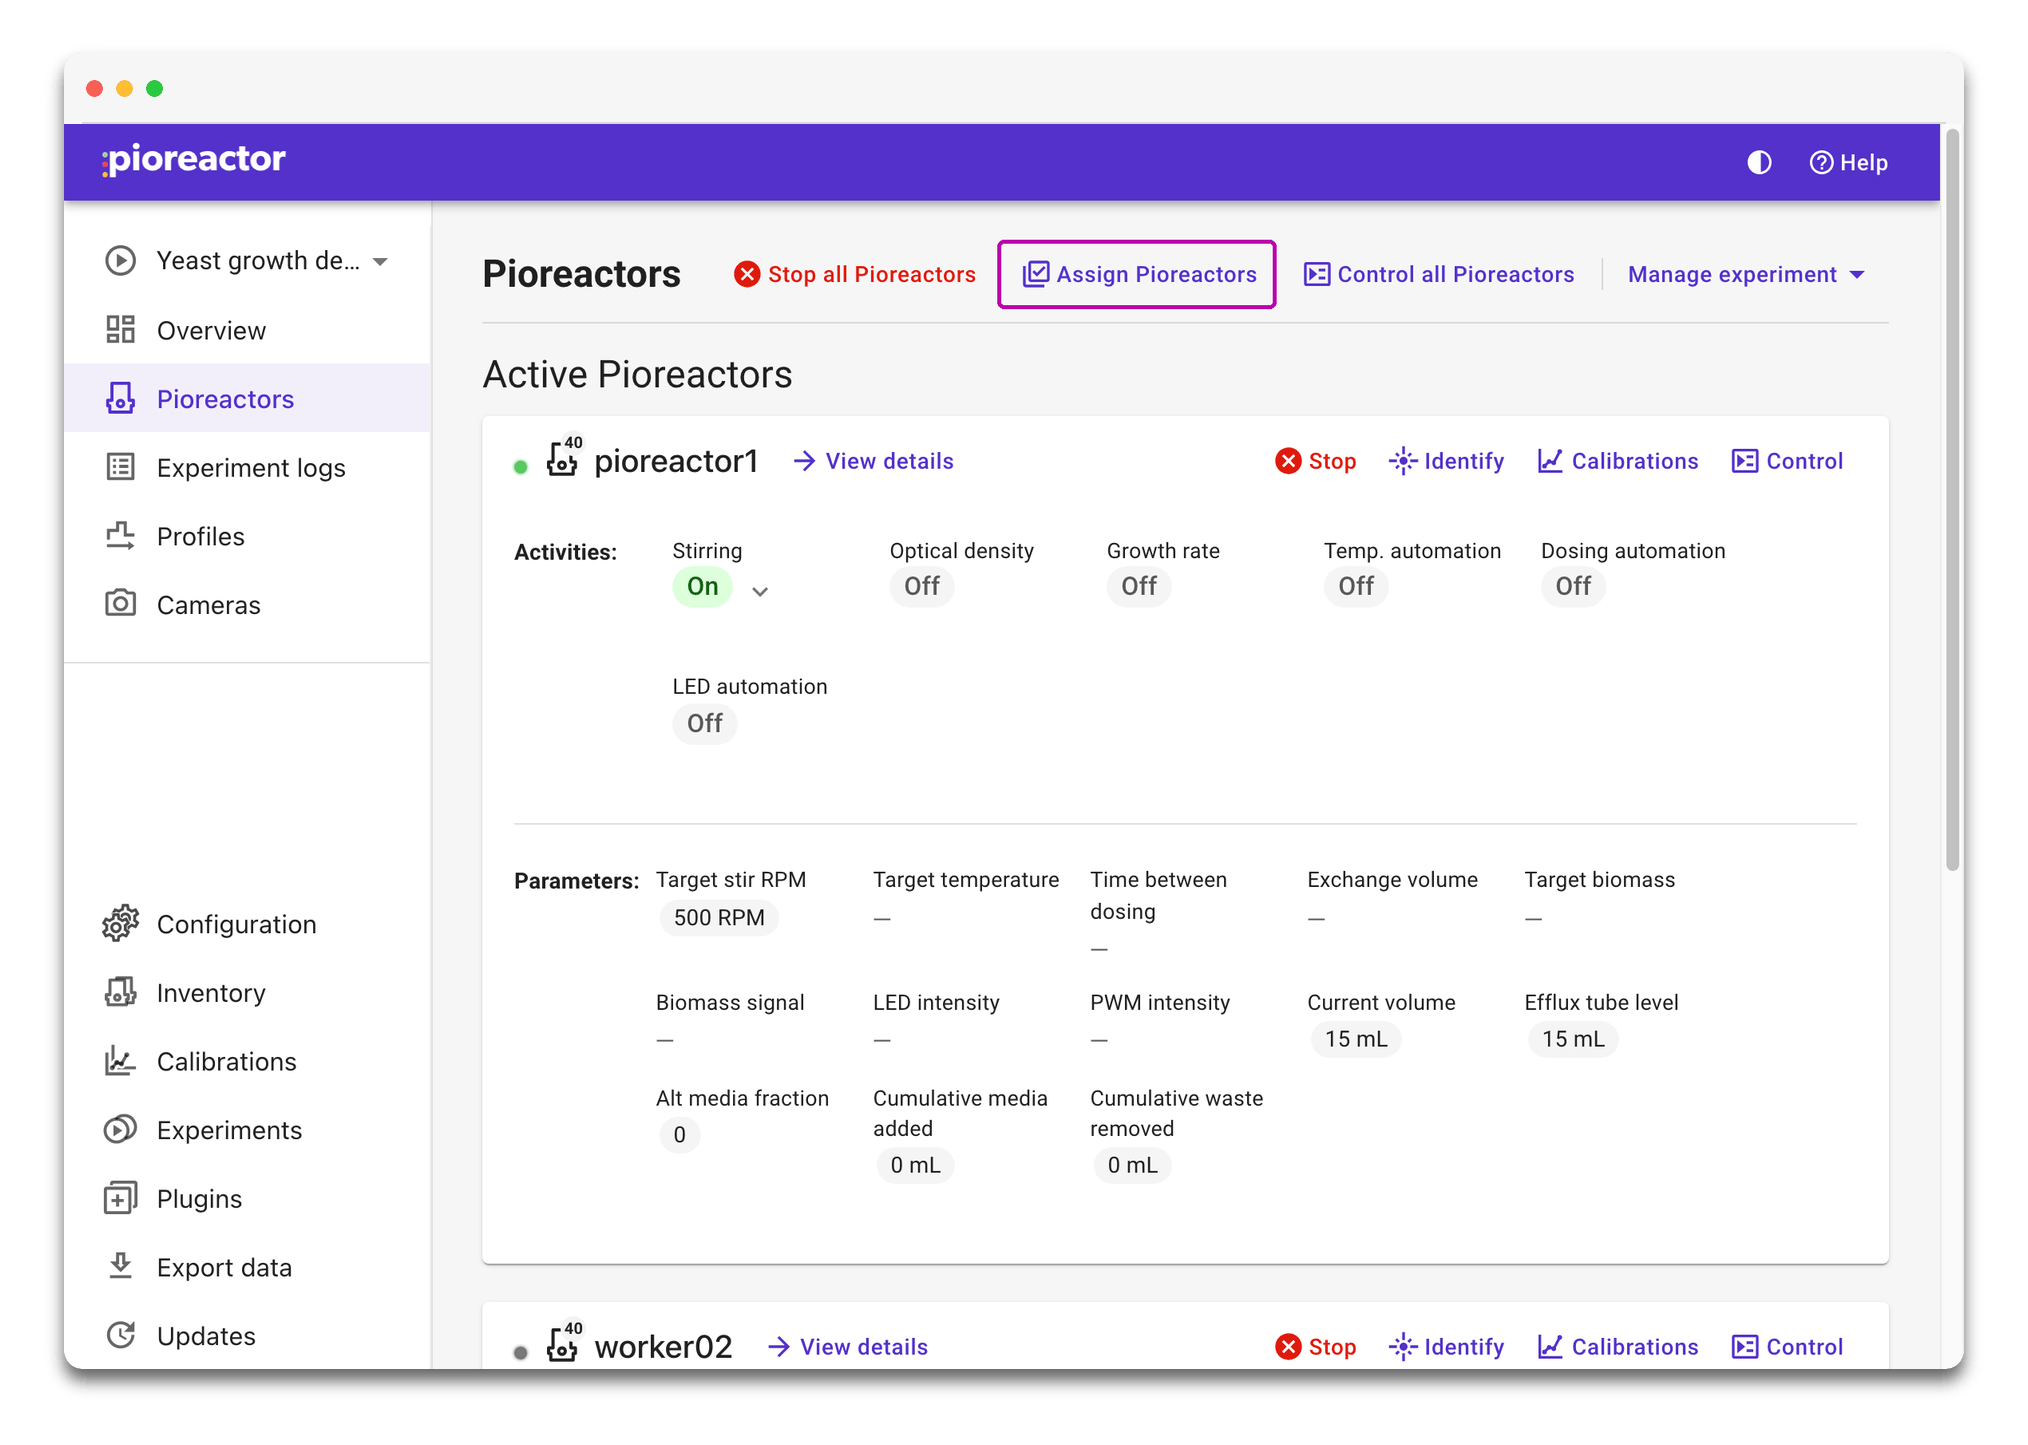 pioreactor
Help
Yeast growth de...
Overview
Pioreactors
Experiment logs
Profiles
Cameras
Configuration
Inventory
Calibrations
Experiments
Plugins
Export data
Updates
Pioreactors Stop all Pioreactors Assign Pioreactors Control all Pioreactors Manage experiment
Active Pioreactors
40 pioreactor1 View details Stop Identify Calibrations Control
Activities: Stirring Optical density Growth rate Temp. automation Dosing automation
On Off Off Off Off
LED automation
Off
Parameters: Target stir RPM Target temperature Time between Exchange volume Target biomass
dosing
500 RPM — — —
—
Biomass signal LED intensity PWM intensity Current volume Efflux tube level
— — — 15 mL 15 mL
Alt media fraction Cumulative media Cumulative waste
added removed
0
0 mL 0 mL
40 worker02 View details Stop Identify Calibrations Control